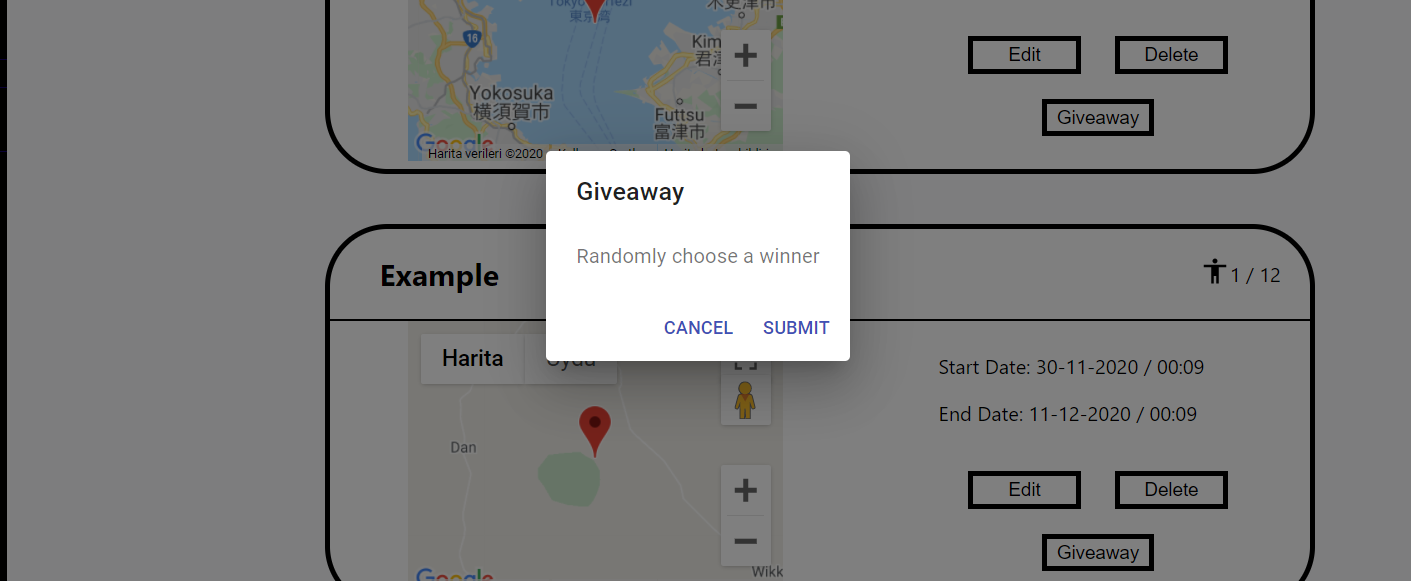 東京湾
木更津市
16
Edit
Delete
Kim
君津
Yokosuka
横須賀市
Futtsu
富津市
Giveaway
Google
Harita verileri ©2020
Giveaway
Randomly choose a winner
CANCEL
SUBMIT
Example
1 / 12
Harita
Uydu
Start Date: 30-11-2020 / 00:09
End Date: 11-12-2020 / 00:09
Dan
Edit
Delete
Giveaway
Google
Wikk